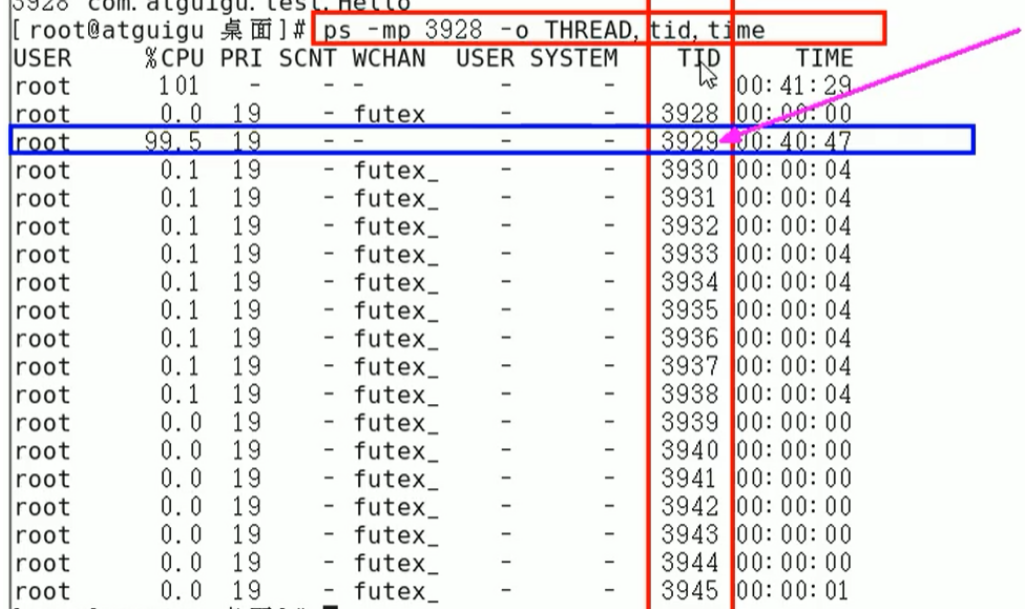 3928 com.atguigu.test.Hello
[root@atguigu 桌面]# ps -mp 3928 -o THREAD,tid,time
USER %CPU PRI SCNT WCHAN USER SYSTEM TID TIME
root 101 - - - - - 00:41:29
root 0.0 19 - futex_ - - 3928 00:00:00
root 99.5 19 - - - - 3929 00:40:47
root 0.1 19 - futex_ - - 3930 00:00:04
root 0.1 19 - futex_ - - 3931 00:00:04
root 0.1 19 - futex_ - - 3932 00:00:04
root 0.1 19 - futex_ - - 3933 00:00:04
root 0.1 19 - futex_ - - 3934 00:00:04
root 0.1 19 - futex_ - - 3935 00:00:04
root 0.1 19 - futex_ - - 3936 00:00:04
root 0.1 19 - futex_ - - 3937 00:00:04
root 0.1 19 - futex_ - - 3938 00:00:04
root 0.0 19 - futex_ - - 3939 00:00:00
root 0.0 19 - futex_ - - 3940 00:00:00
root 0.0 19 - futex_ - - 3941 00:00:00
root 0.0 19 - futex_ - - 3942 00:00:00
root 0.0 19 - futex_ - - 3943 00:00:00
root 0.0 19 - futex_ - - 3944 00:00:00
root 0.0 19 - futex_ - - 3945 00:00:01